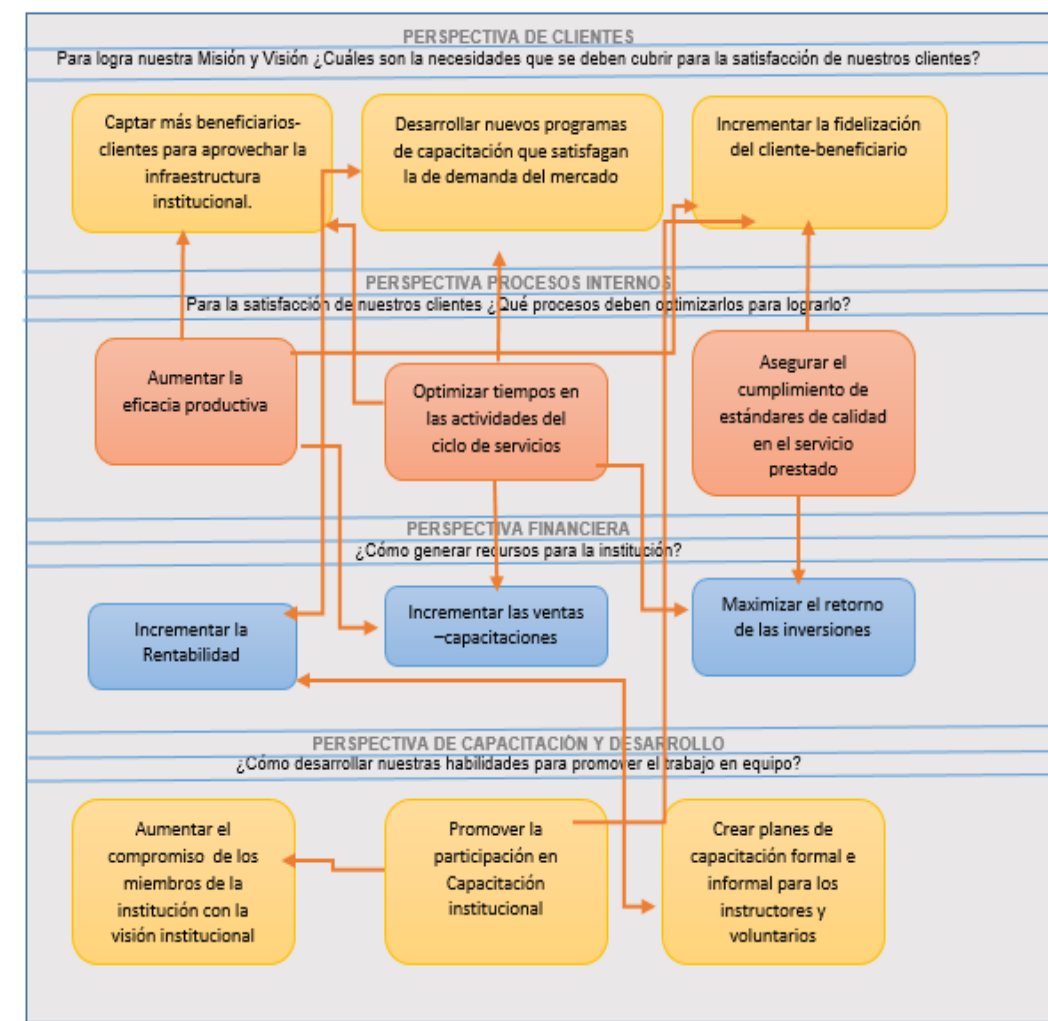 PERSPECTIVA DE CLIENTES
Para logra nuestra Misión y Visión ¿Cuáles son la necesidades que se deben cubrir para la satisfacción de nuestros clientes?
Captar más beneficiarios-
clientes para aprovechar la
infraestructura
institucional.
Desarrollar nuevos programas
de capacitación que satisfagan
la de demanda del mercado
Incrementar la fidelización
del cliente-beneficiario
PERSPECTIVA PROCESOS INTERNOS
Para la satisfacción de nuestros clientes ¿Qué procesos deben optimizarlos para lograrlo?
Aumentar la
eficacia productiva
Optimizar tiempos en
las actividades del
ciclo de servicios
Asegurar el
cumplimiento de
estándares de calidad
en el servicio
prestado
PERSPECTIVA FINANCIERA
¿Cómo generar recursos para la institución?
Incrementar la
Rentabilidad
Incrementar las ventas
–capacitaciones
Maximizar el retorno
de las inversiones
PERSPECTIVA DE CAPACITACIÓN Y DESARROLLO
¿Cómo desarrollar nuestras habilidades para promover el trabajo en equipo?
Aumentar el
compromiso de los
miembros de la
institución con la
visión institucional
Promover la
participación en
Capacitación
institucional
Crear planes de
capacitación formal e
informal para los
instructores y
voluntarios